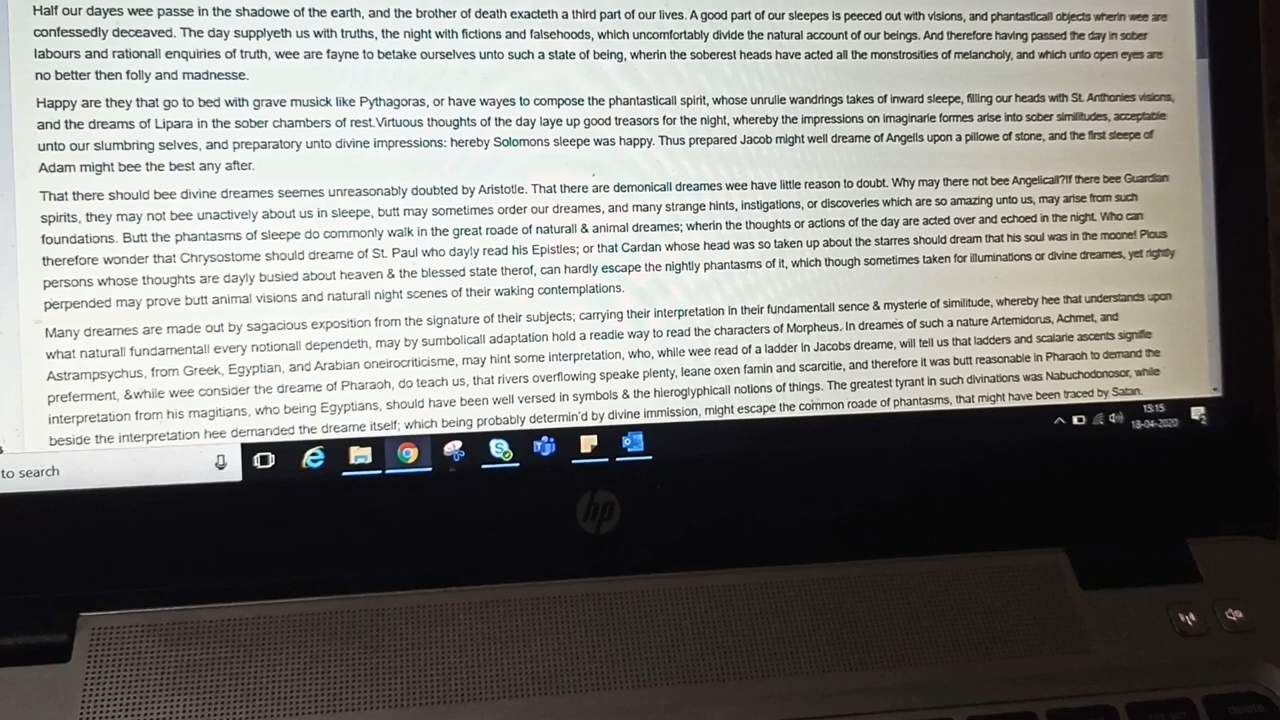 Half our dayes wee passe in the shadowe of the earth, and the brother of death exacteth a third part of our lives. A good part of our sleepes is peeced out with visions, and phantasticall objects wherin wee are
confessedly deceaved. The day supplyeth us with truths, the night with fictions and falsehoods, which uncomfortably divide the natural account of our beings. And therefore having passed the day in sober
labours and rationall enquiries of truth, wee are fayne to betake ourselves unto such a state of being, wherin the soberest heads have acted all the monstrosities of melancholy, and which unto open eyes are
no better then folly and madnesse.
Happy are they that go to bed with grave musick like Pythagoras, or have wayes to compose the phantasticall spirit, whose unrulie wandrings takes of inward sleepe, filling our heads with St. Anthonies visions,
and the dreams of Lipara in the sober chambers of rest.Virtuous thoughts of the day laye up good treasors for the night, whereby the impressions on Imaginarie formes arise into sober similitudes, acceptable
unto our slumbring selves, and preparatory unto divine impressions: hereby Solomons sleepe was happy. Thus prepared Jacob might well dreame of Angells upon a pillowe of stone, and the first sleepe of
Adam might bee the best any after.
That there should bee divine dreames seemes unreasonably doubted by Aristotle. That there are demonicall dreames wee have little reason to doubt. Why may there not bee Angelicall?If there bee Guardian
spirits, they may not bee unactively about us in sleepe, butt may sometimes order our dreames, and many strange hints, instigations, or discoveries which are so amazing unto us, may arise from such
foundations. Butt the phantasms of sleepe do commonly walk in the great roade of naturall & animal dreames; wherin the thoughts or actions of the day are acted over and echoed in the night. Who can
therefore wonder that Chrysostome should dreame of St. Paul who dayly read his Epistles; or that Cardan whose head was so taken up about the starres should dream that his soul was in the moone! Pious
persons whose thoughts are dayly busied about heaven & the blessed state therof, can hardly escape the nightly phantasms of it, which though sometimes taken for illuminations or divine dreames, yet rightly
perpended may prove butt animal visions and naturall night scenes of their waking contemplations.
Many dreames are made out by sagacious exposition from the signature of their subjects; carrying their interpretation in their fundamentall sence & mysterie of similitude, whereby hee that understands upon
what naturall fundamentall every notionall dependeth, may by sumbolicall adaptation hold a readie way to read the characters of Morpheus. In dreames of such a nature Artemidorus, Achmet, and
Astrampsychus, from Greek, Egyptian, and Arabian oneirocriticisme, may hint some interpretation, who, while wee read of a ladder in Jacobs dreame, will tell us that ladders and scalarie ascents signifie
preferment, &while wee consider the dreame of Pharaoh, do teach us, that rivers overflowing speake plenty, leane oxen famin and scarcitie, and therefore it was butt reasonable in Pharaoh to demand the
interpretation from his magitians, who being Egyptians, should have been well versed in symbols & the hieroglyphicall notions of things. The greatest tyrant in such divinations was Nabuchodonosor, while
beside the interpretation hee demanded the dreame itself; which being probably determin'd by divine immission, might escape the common roade of phantasms, that might have been traced by Satan.
15:15
18-04-2020
to search
hp
delete